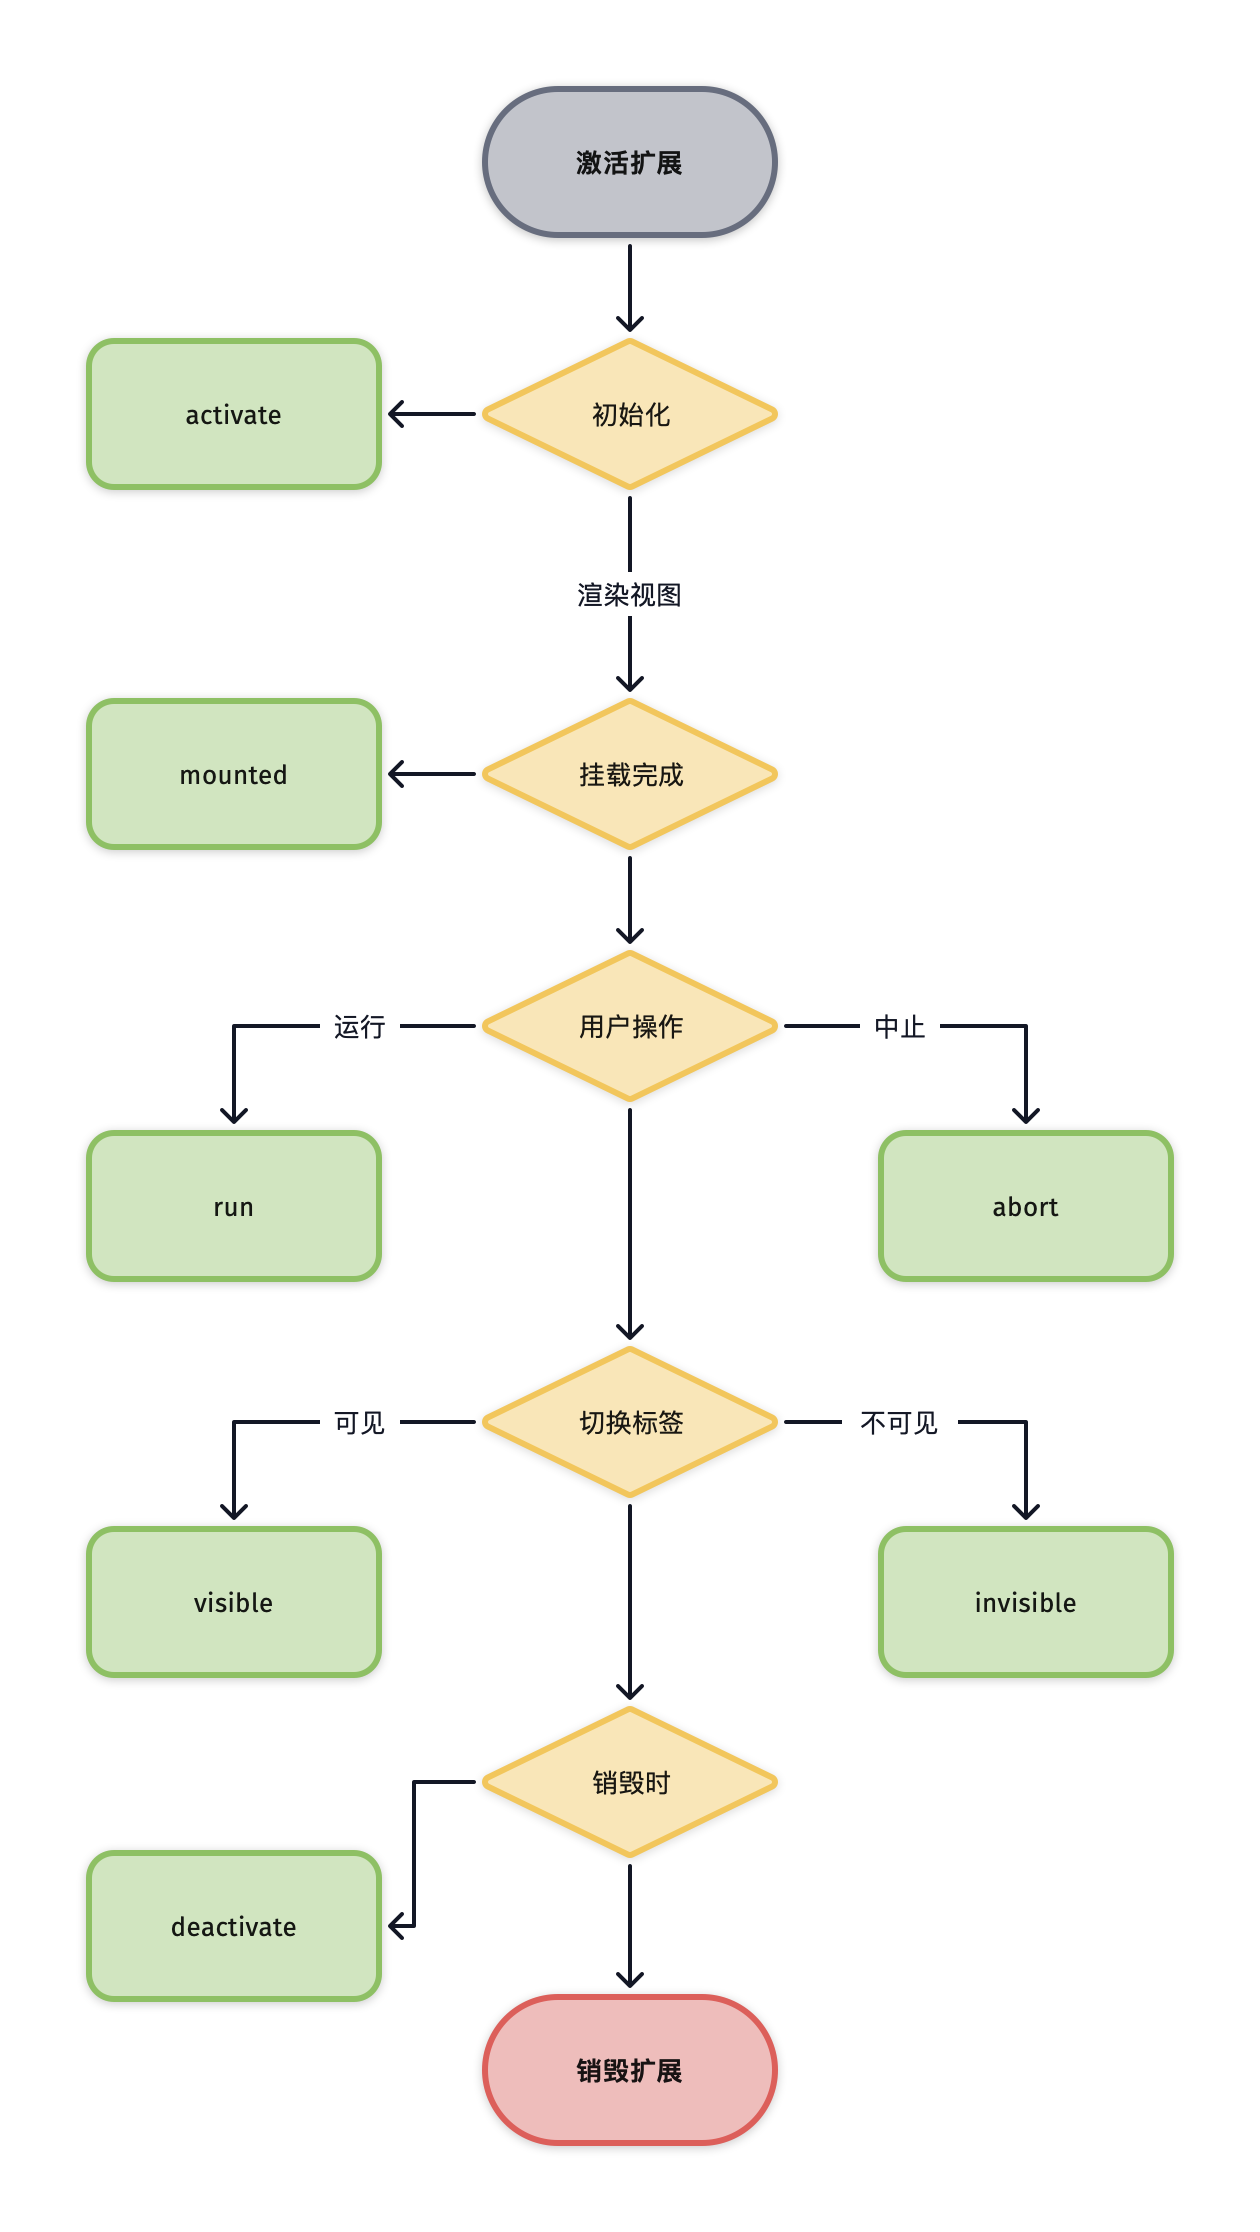 激活扩展
activate
初始化
渲染视图
mounted
挂载完成
运行
用户操作
中止
run
abort
可见
切换标签
不可见
visible
invisible
销毁时
deactivate
销毁扩展